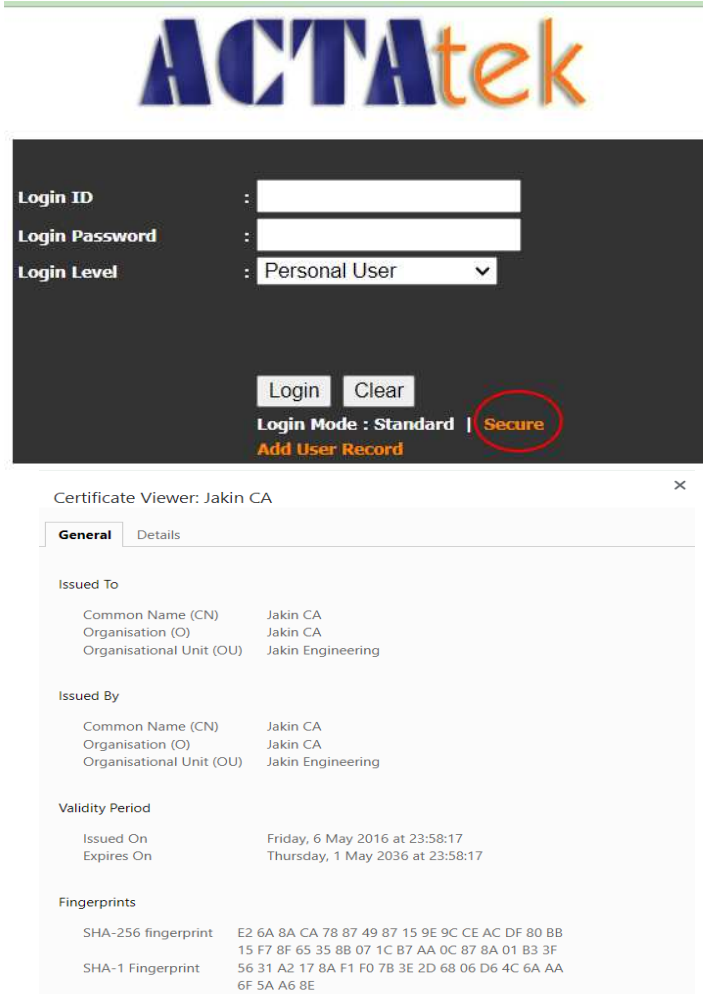 ACTAtek
Login ID :
Login Password :
Login Level : Personal User
Login Clear
Login Mode : Standard | Secure
Add User Record
Certificate Viewer: Jakin CA ×
General Details
Issued To
Common Name (CN) Jakin CA
Organisation (O) Jakin CA
Organisational Unit (OU) Jakin Engineering
Issued By
Common Name (CN) Jakin CA
Organisation (O) Jakin CA
Organisational Unit (OU) Jakin Engineering
Validity Period
Issued On Friday, 6 May 2016 at 23:58:17
Expires On Thursday, 1 May 2036 at 23:58:17
Fingerprints
SHA-256 fingerprint E2 6A 8A CA 78 87 49 87 15 9E 9C CE AC DF 80 BB
15 F7 8F 65 35 8B 07 1C B7 AA 0C 87 8A 01 B3 3F
SHA-1 Fingerprint 56 31 A2 17 8A F1 F0 7B 3E 2D 68 06 D6 4C 6A AA
6F 5A A6 8E